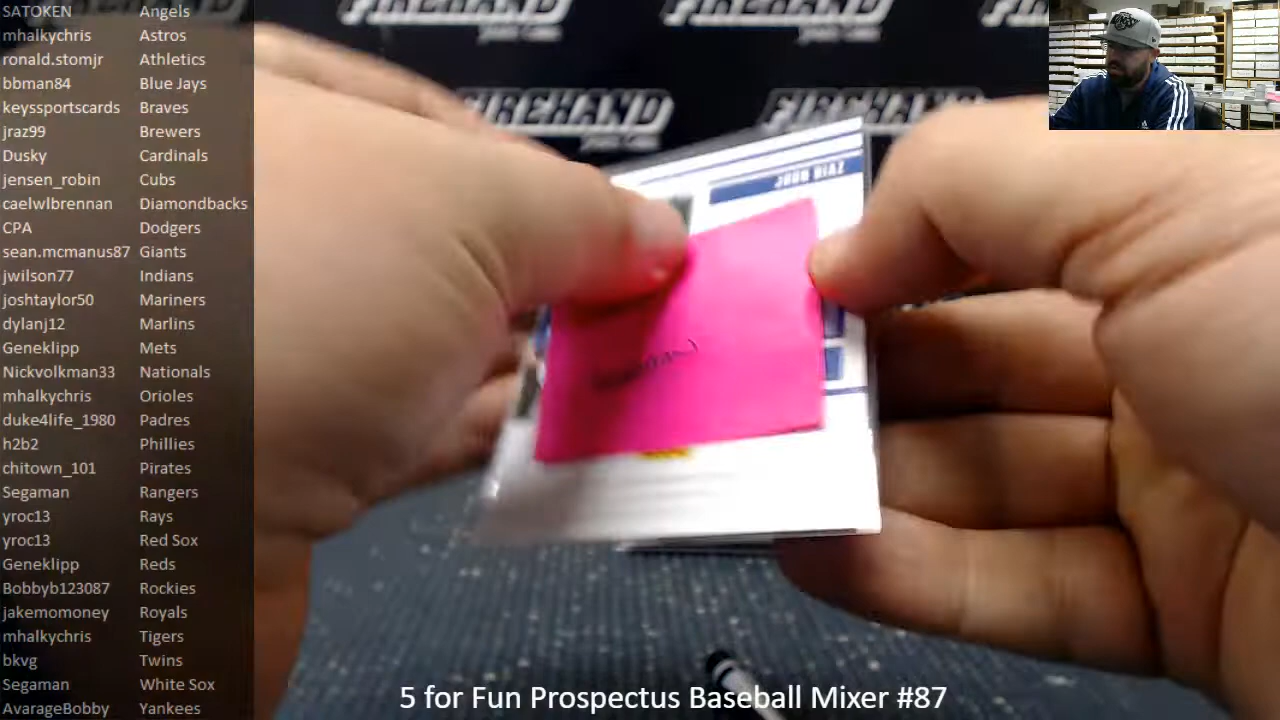 SATOKEN Angels
mhalkychris Astros
ronald.stomjr Athletics
bbman84 Blue Jays
keyssportscards Braves
jraz99 Brewers
Dusky Cardinals
jensen_robin Cubs
caelwlbrennan Diamondbacks
CPA Dodgers
sean.mcmanus87 Giants
jwilson77 Indians
joshtaylor50 Mariners
dylanj12 Marlins
Geneklipp Mets
Nickvolkman33 Nationals
mhalkychris Orioles
duke4life_1980 Padres
h2b2 Phillies
chitown_101 Pirates
Segaman Rangers
yroc13 Rays
yroc13 Red Sox
Geneklipp Reds
Bobbyb123087 Rockies
jakemomoney Royals
mhalkychris Tigers
bkvg Twins
Segaman White Sox
AvarageBobby Yankees
FIREHAND
FIREHAND
FIREHAND
FIREHAND
DIAZ
5 for Fun Prospectus Baseball Mixer #87